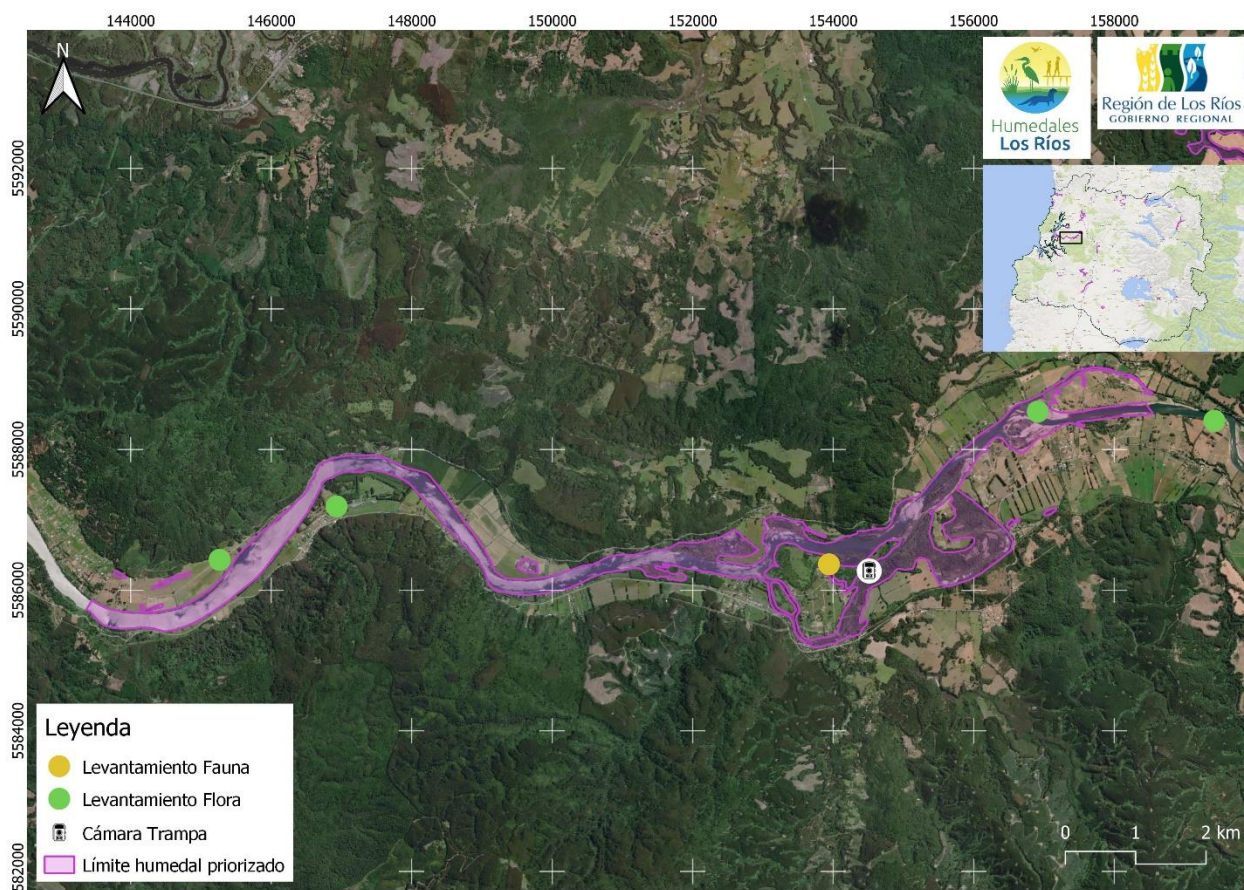 144000 146000 148000 150000 152000 154000 156000 158000
N
Humedales
Los Ríos
Región de Los Ríos
GOBIERNO REGIONAL
5592000
5590000
5588000
5586000
5584000
5582000
Leyenda
Levantamiento Fauna
Levantamiento Flora
Cámara Trampa
Límite humedal priorizado
0 1 2 km